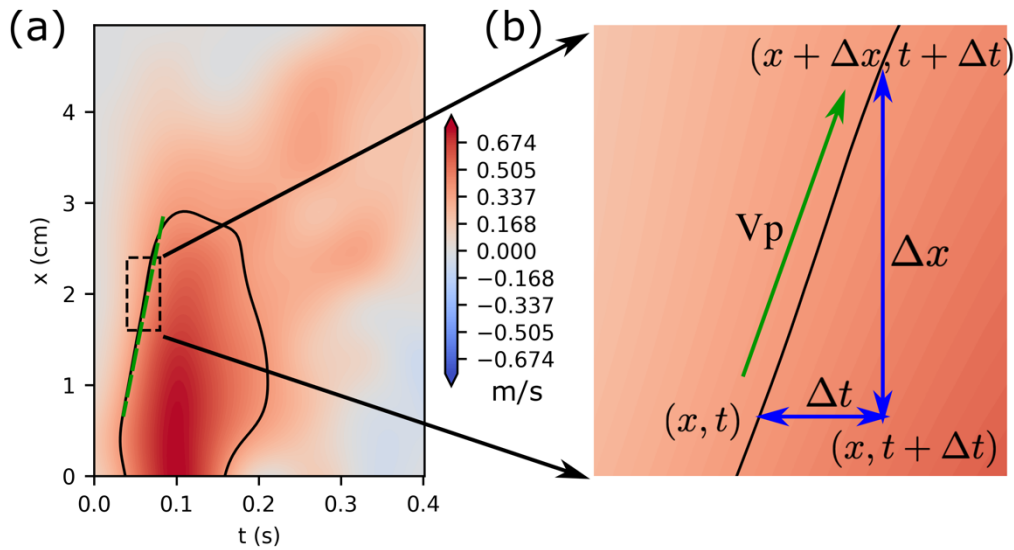 (a)
4
3
2
1
0
x (cm)
0.0 0.1 0.2 0.3 0.4
t (s)
0.674
0.505
0.337
0.168
0.000
−0.168
−0.337
−0.505
−0.674
m/s
(b)
(x + Δx, t + Δt)
Vp
Δx
Δt
(x, t)
(x, t + Δt)